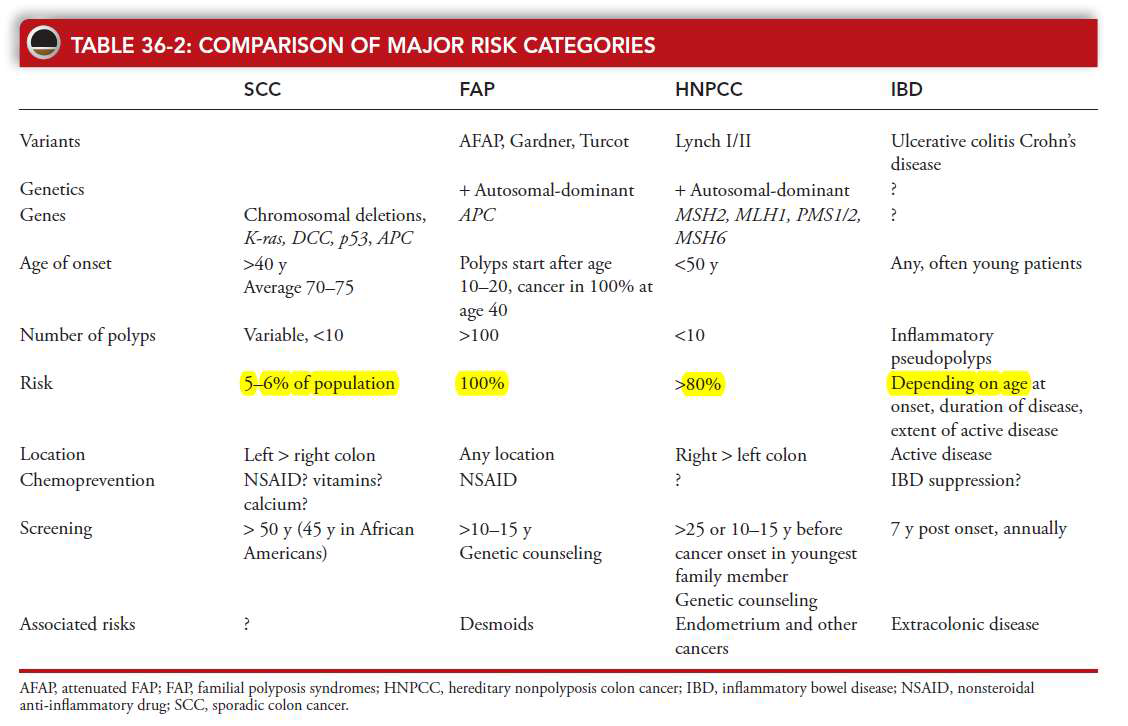 TABLE 36-2: COMPARISON OF MAJOR RISK CATEGORIES
SCC FAP HNPCC IBD
Variants AFAP, Gardner, Turcot Lynch I/II Ulcerative colitis Crohn's
disease
Genetics + Autosomal-dominant + Autosomal-dominant ?
Genes Chromosomal deletions, APC MSH2, MLH1, PMS1/2, ?
K-ras, DCC, p53, APC MSH6
Age of onset >40 y Polyps start after age <50 y Any, often young patients
Average 70–75 10–20, cancer in 100% at
age 40
Number of polyps Variable, <10 >100 <10 Inflammatory
pseudopolyps
Risk 5–6% of population 100% >80% Depending on age at
onset, duration of disease,
extent of active disease
Location Left > right colon Any location Right > left colon Active disease
Chemoprevention NSAID? vitamins? NSAID ? IBD suppression?
calcium?
Screening > 50 y (45 y in African >10–15 y >25 or 10–15 y before 7 y post onset, annually
Americans) Genetic counseling cancer onset in youngest
family member
Genetic counseling
Associated risks ? Desmoids Endometrium and other Extracolonic disease
cancers
AFAP, attenuated FAP; FAP, familial polyposis syndromes; HNPCC, hereditary nonpolyposis colon cancer; IBD, inflammatory bowel disease; NSAID, nonsteroidal
anti-inflammatory drug; SCC, sporadic colon cancer.